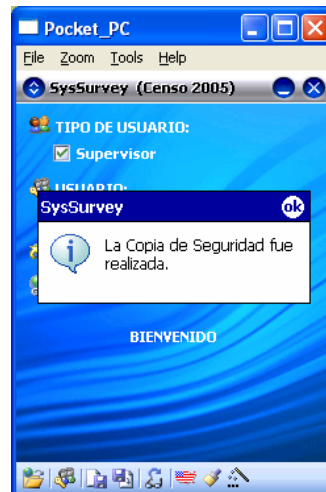 Pocket_PC
File Zoom Tools Help
SysSurvey (Censo 2005)
TIPO DE USUARIO:
Supervisor
USUARIO:
SysSurvey
ok
La Copia de Seguridad fue
realizada.
BIENVENIDO